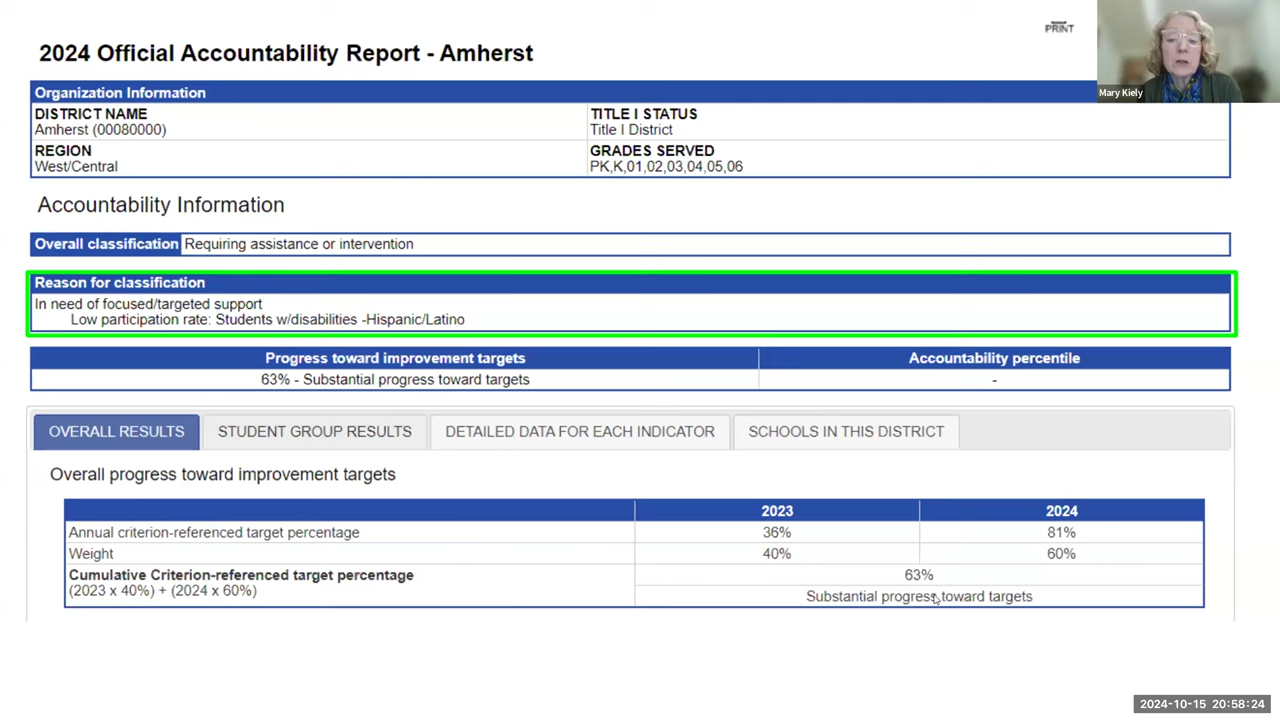 PRINT
2024 Official Accountability Report - Amherst
Mary Kiely
Organization Information
DISTRICT NAME
Amherst (00080000)
TITLE I STATUS
Title I District
REGION
West/Central
GRADES SERVED
PK,K,01,02,03,04,05,06
Accountability Information
Overall classification Requiring assistance or intervention
Reason for classification
In need of focused/targeted support
Low participation rate: Students w/disabilities -Hispanic/Latino
Progress toward improvement targets Accountability percentile
63% - Substantial progress toward targets -
OVERALL RESULTS STUDENT GROUP RESULTS DETAILED DATA FOR EACH INDICATOR SCHOOLS IN THIS DISTRICT
Overall progress toward improvement targets
2023 2024
Annual criterion-referenced target percentage 36% 81%
Weight 40% 60%
Cumulative Criterion-referenced target percentage 63%
(2023 x 40%) + (2024 x 60%)
Substantial progress toward targets
2024-10-15 20:58:24